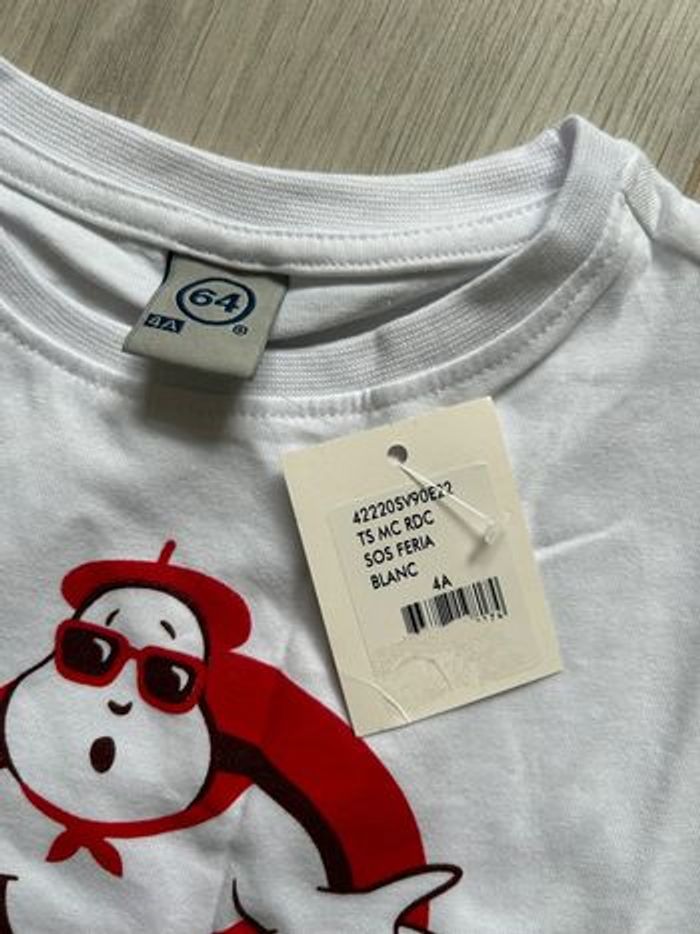 64
4A
®
42220SV90E22
TS MC RDC
SOS FERIA
BLANC
4A